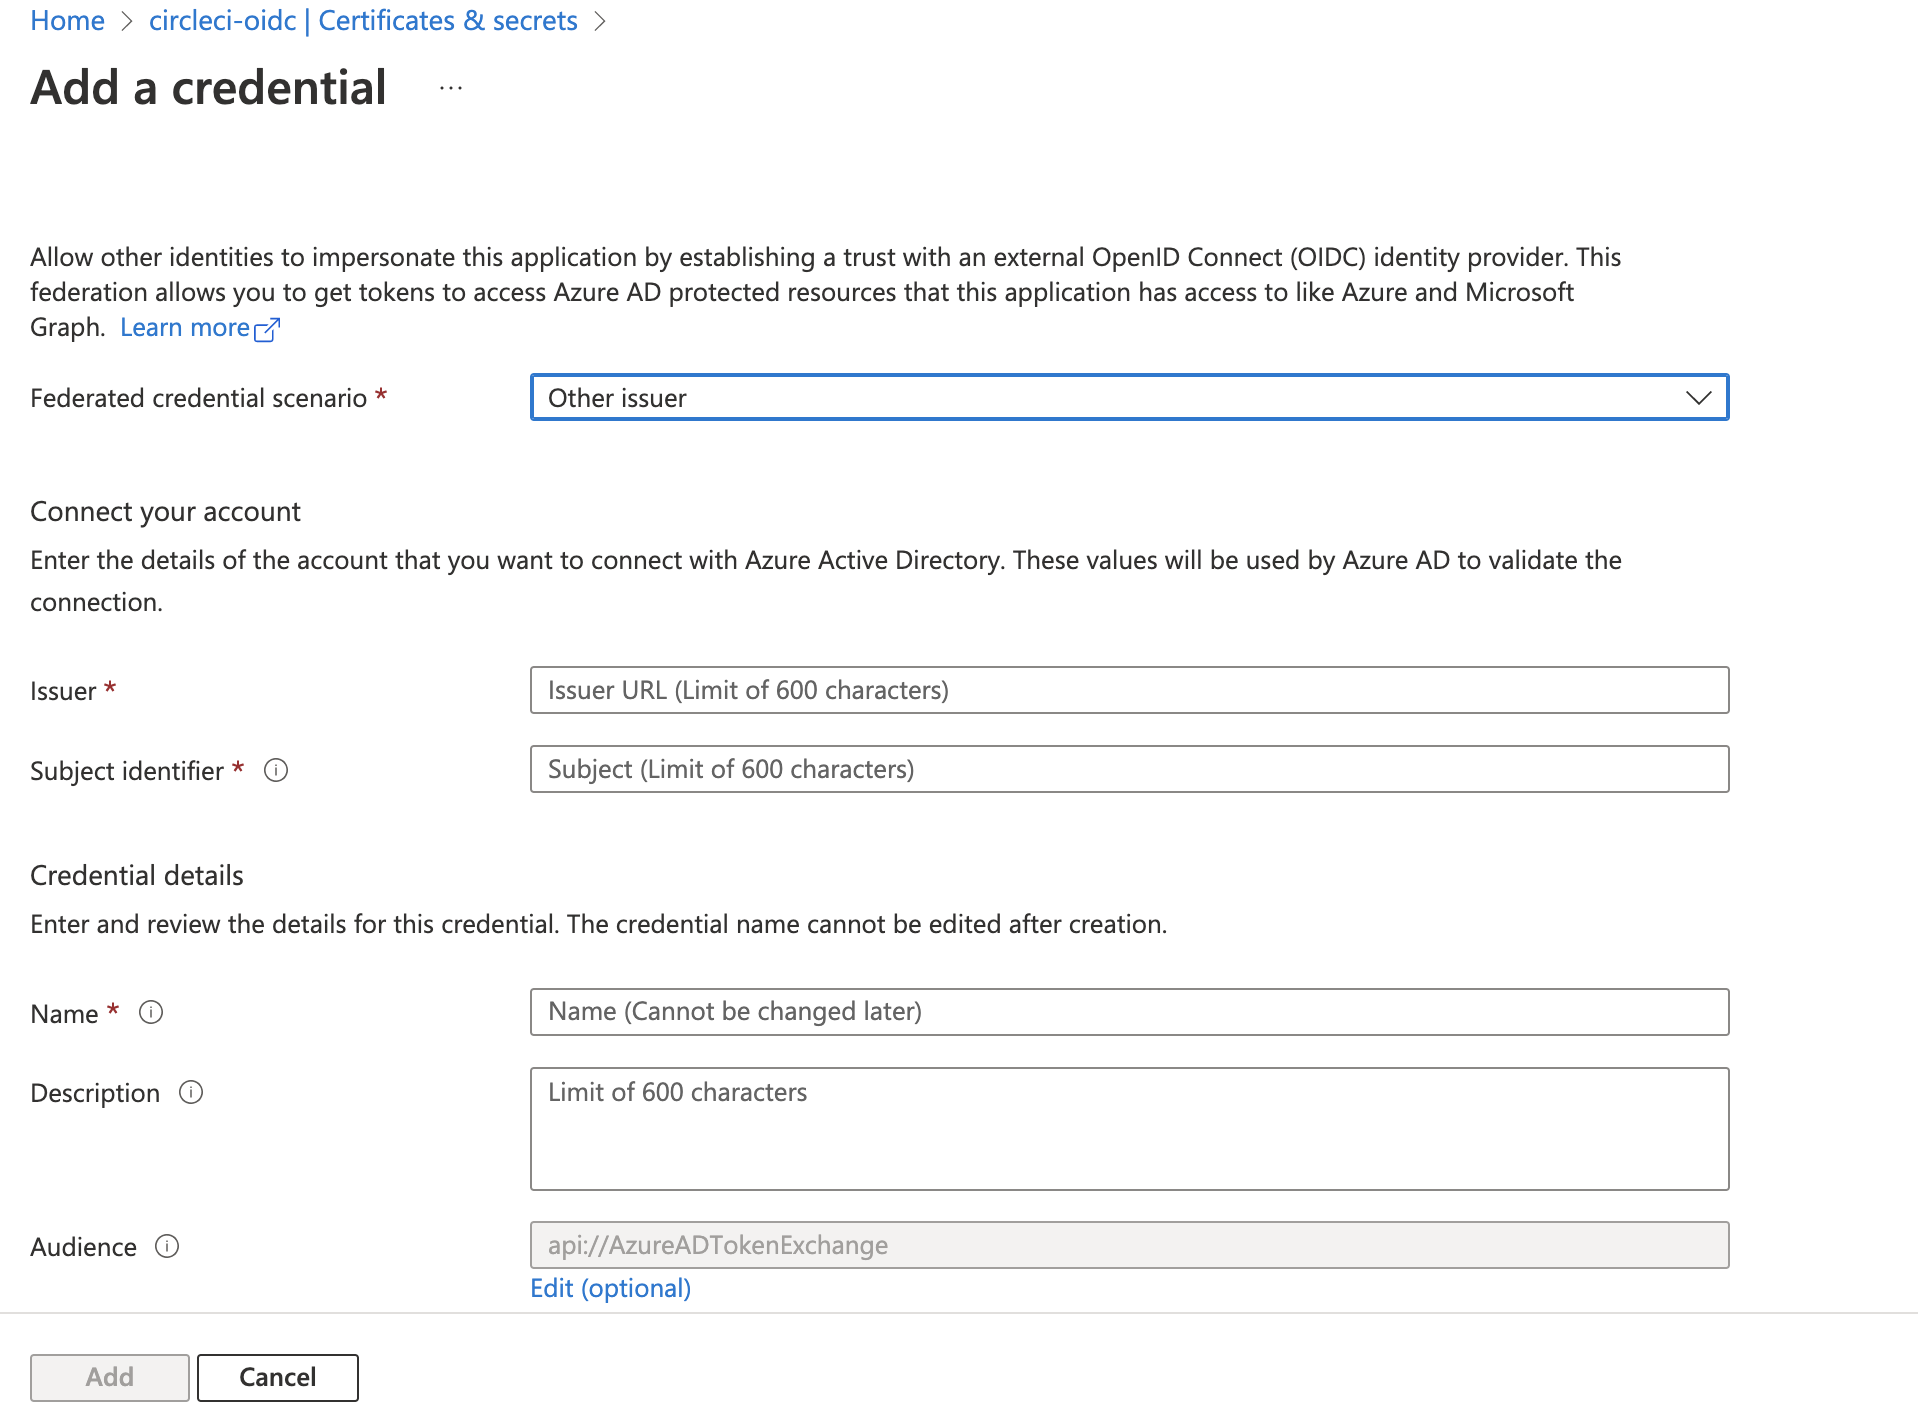 Home > circleci-oidc | Certificates & secrets >
Add a credential ...
Allow other identities to impersonate this application by establishing a trust with an external OpenID Connect (OIDC) identity provider. This
federation allows you to get tokens to access Azure AD protected resources that this application has access to like Azure and Microsoft
Graph. Learn more
Federated credential scenario * Other issuer
Connect your account
Enter the details of the account that you want to connect with Azure Active Directory. These values will be used by Azure AD to validate the
connection.
Issuer * Issuer URL (Limit of 600 characters)
Subject identifier * Subject (Limit of 600 characters)
Credential details
Enter and review the details for this credential. The credential name cannot be edited after creation.
Name * Name (Cannot be changed later)
Description Limit of 600 characters
Audience api://AzureADTokenExchange
Edit (optional)
Add Cancel